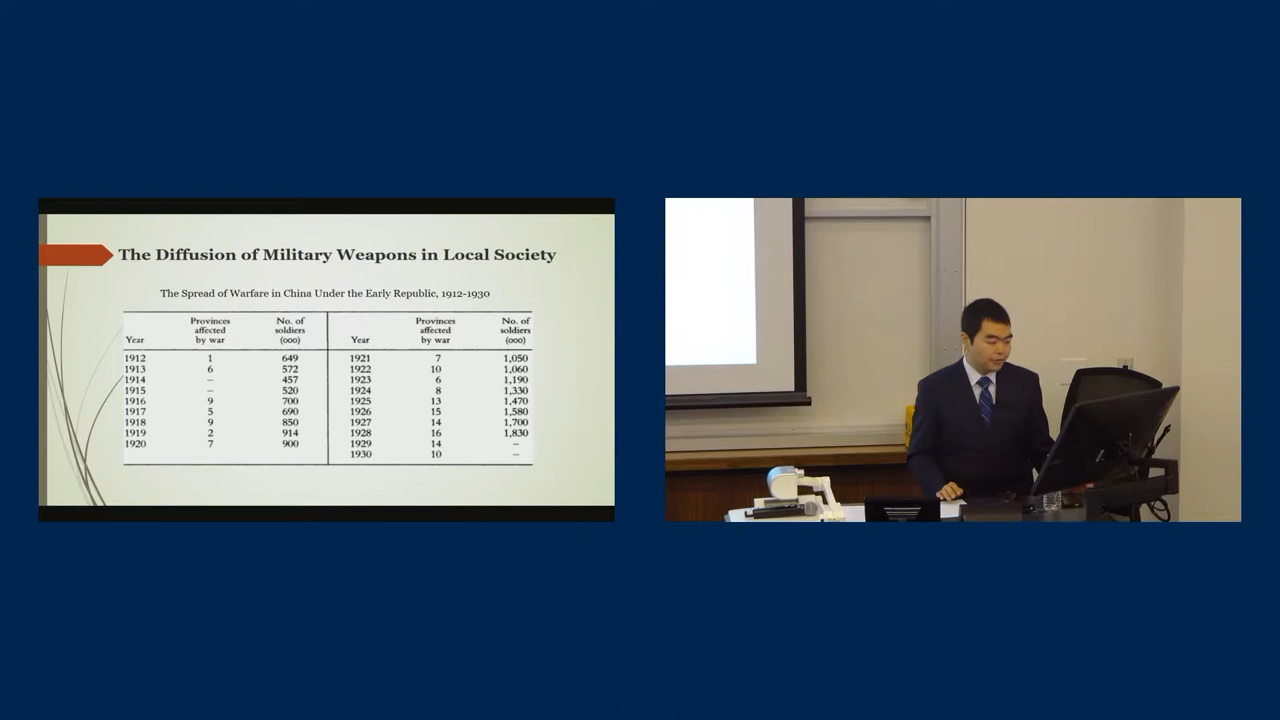 The Diffusion of Military Weapons in Local Society
The Spread of Warfare in China Under the Early Republic, 1912-1930
Year Provinces affected by war No. of soldiers (000) Year Provinces affected by war No. of soldiers (000)
1912 1 649 1921 7 1,050
1913 6 572 1922 10 1,060
1914 – 457 1923 6 1,190
1915 – 520 1924 8 1,330
1916 9 700 1925 13 1,470
1917 5 690 1926 15 1,580
1918 9 850 1927 14 1,700
1919 2 914 1928 16 1,830
1920 7 900 1929 14 –
1930 10 –